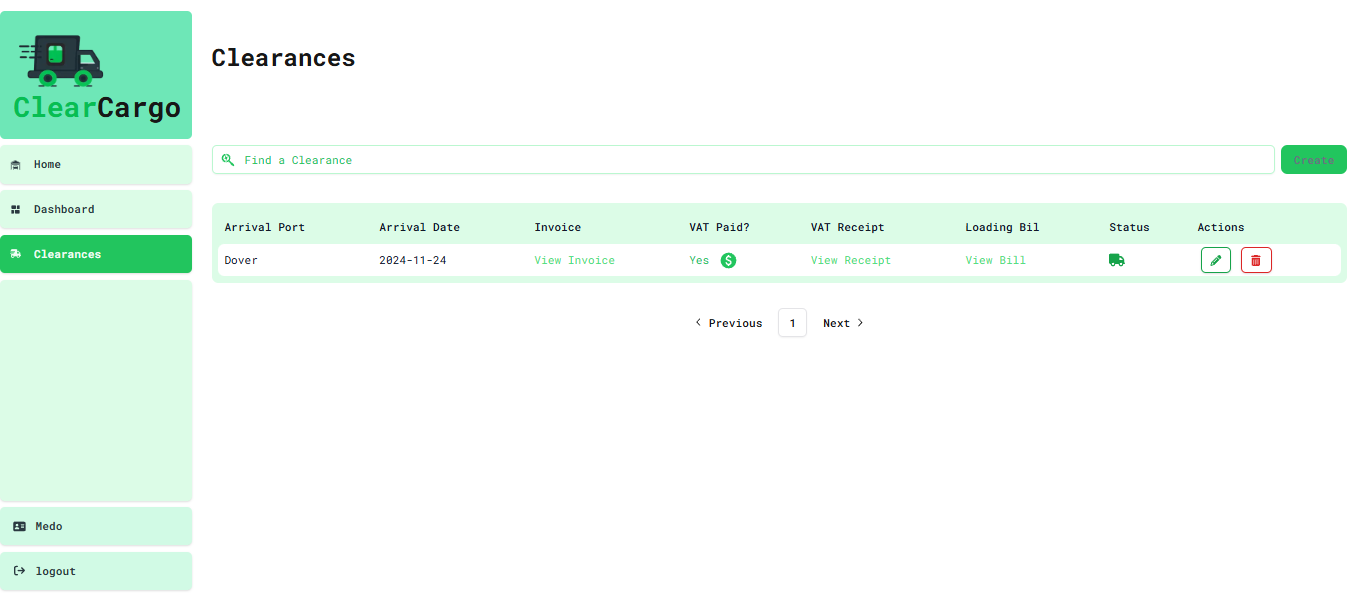 ClearCargo
Home
Dashboard
Clearances
Medo
logout
Clearances
Find a Clearance
Create
Arrival Port Arrival Date Invoice VAT Paid? VAT Receipt Loading Bil Status Actions
Dover 2024-11-24 View Invoice Yes $ View Receipt View Bill
Previous 1 Next